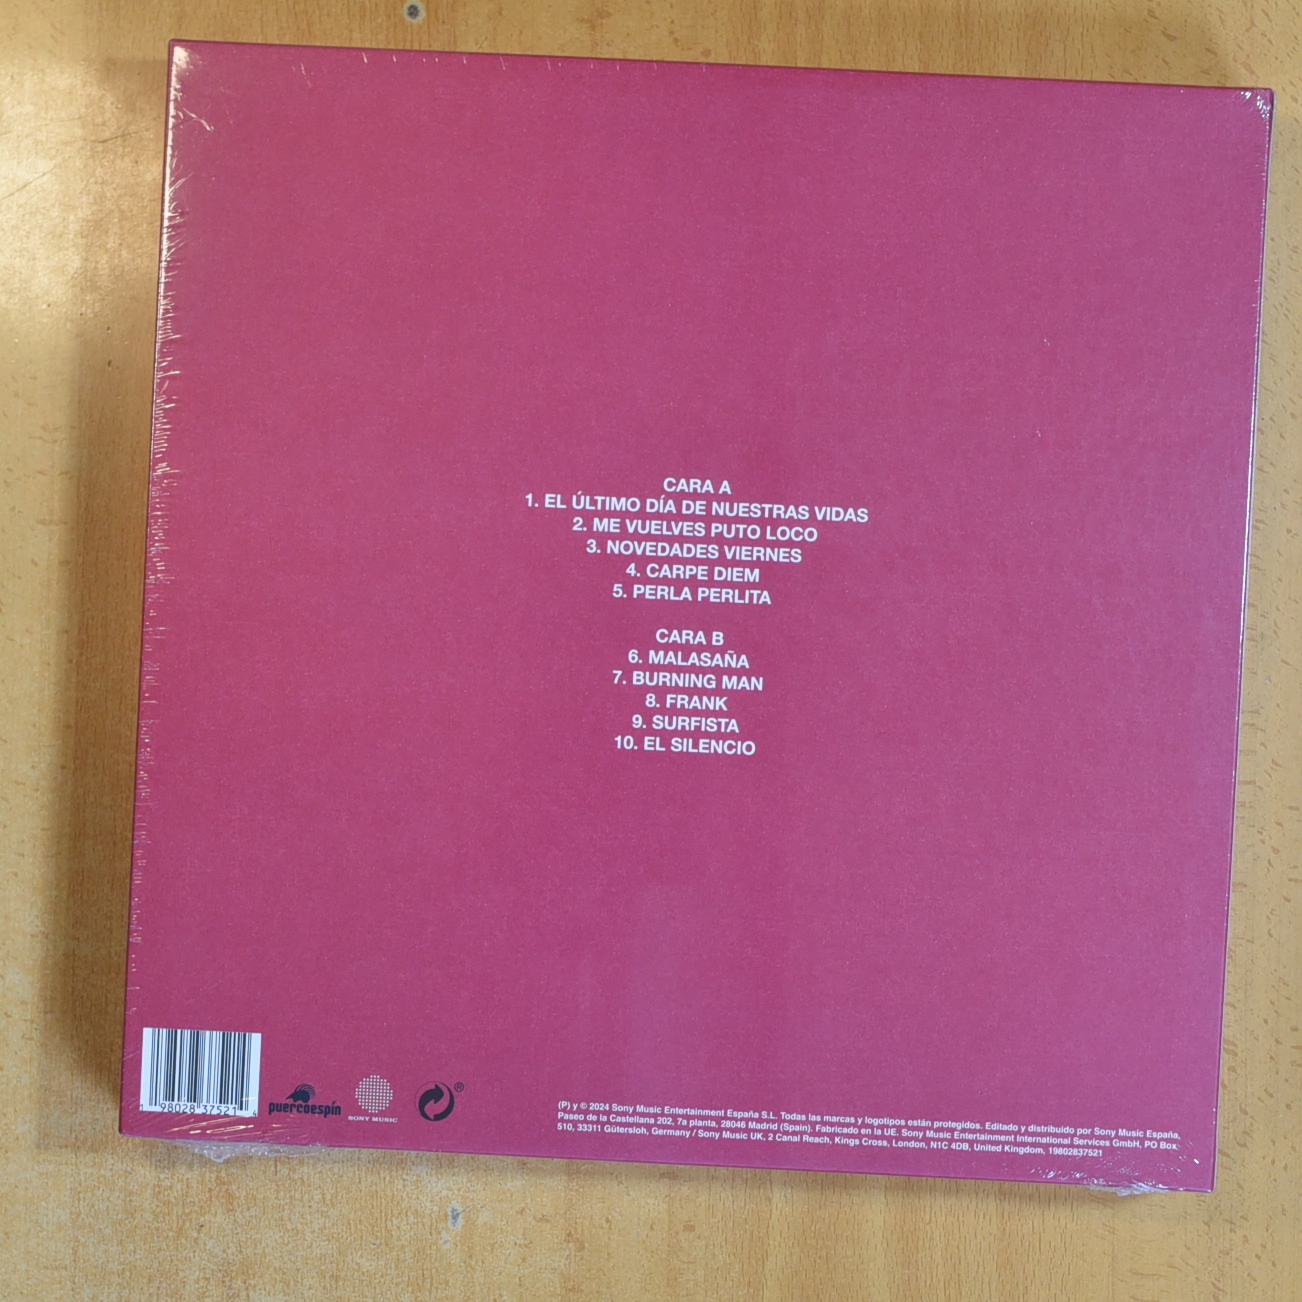 CARA A
1. EL ÚLTIMO DÍA DE NUESTRAS VIDAS
2. ME VUELVES PUTO LOCO
3. NOVEDADES VIERNES
4. CARPE DIEM
5. PERLA PERLITA
CARA B
6. MALASAÑA
7. BURNING MAN
8. FRANK
9. SURFISTA
10. EL SILENCIO
1 98028 37521 4
puercoespín
SONY MUSIC
®
(P) y © 2024 Sony Music Entertainment España S.L. Todas las marcas y logotipos están protegidos. Editado y distribuido por Sony Music España,
Paseo de la Castellana 202, 7a planta, 28046 Madrid (Spain). Fabricado en la UE. Sony Music Entertainment International Services GmbH, PO Box
510, 33311 Gütersloh, Germany / Sony Music UK, 2 Canal Reach, Kings Cross, London, N1C 4DB, United Kingdom, 19802837521